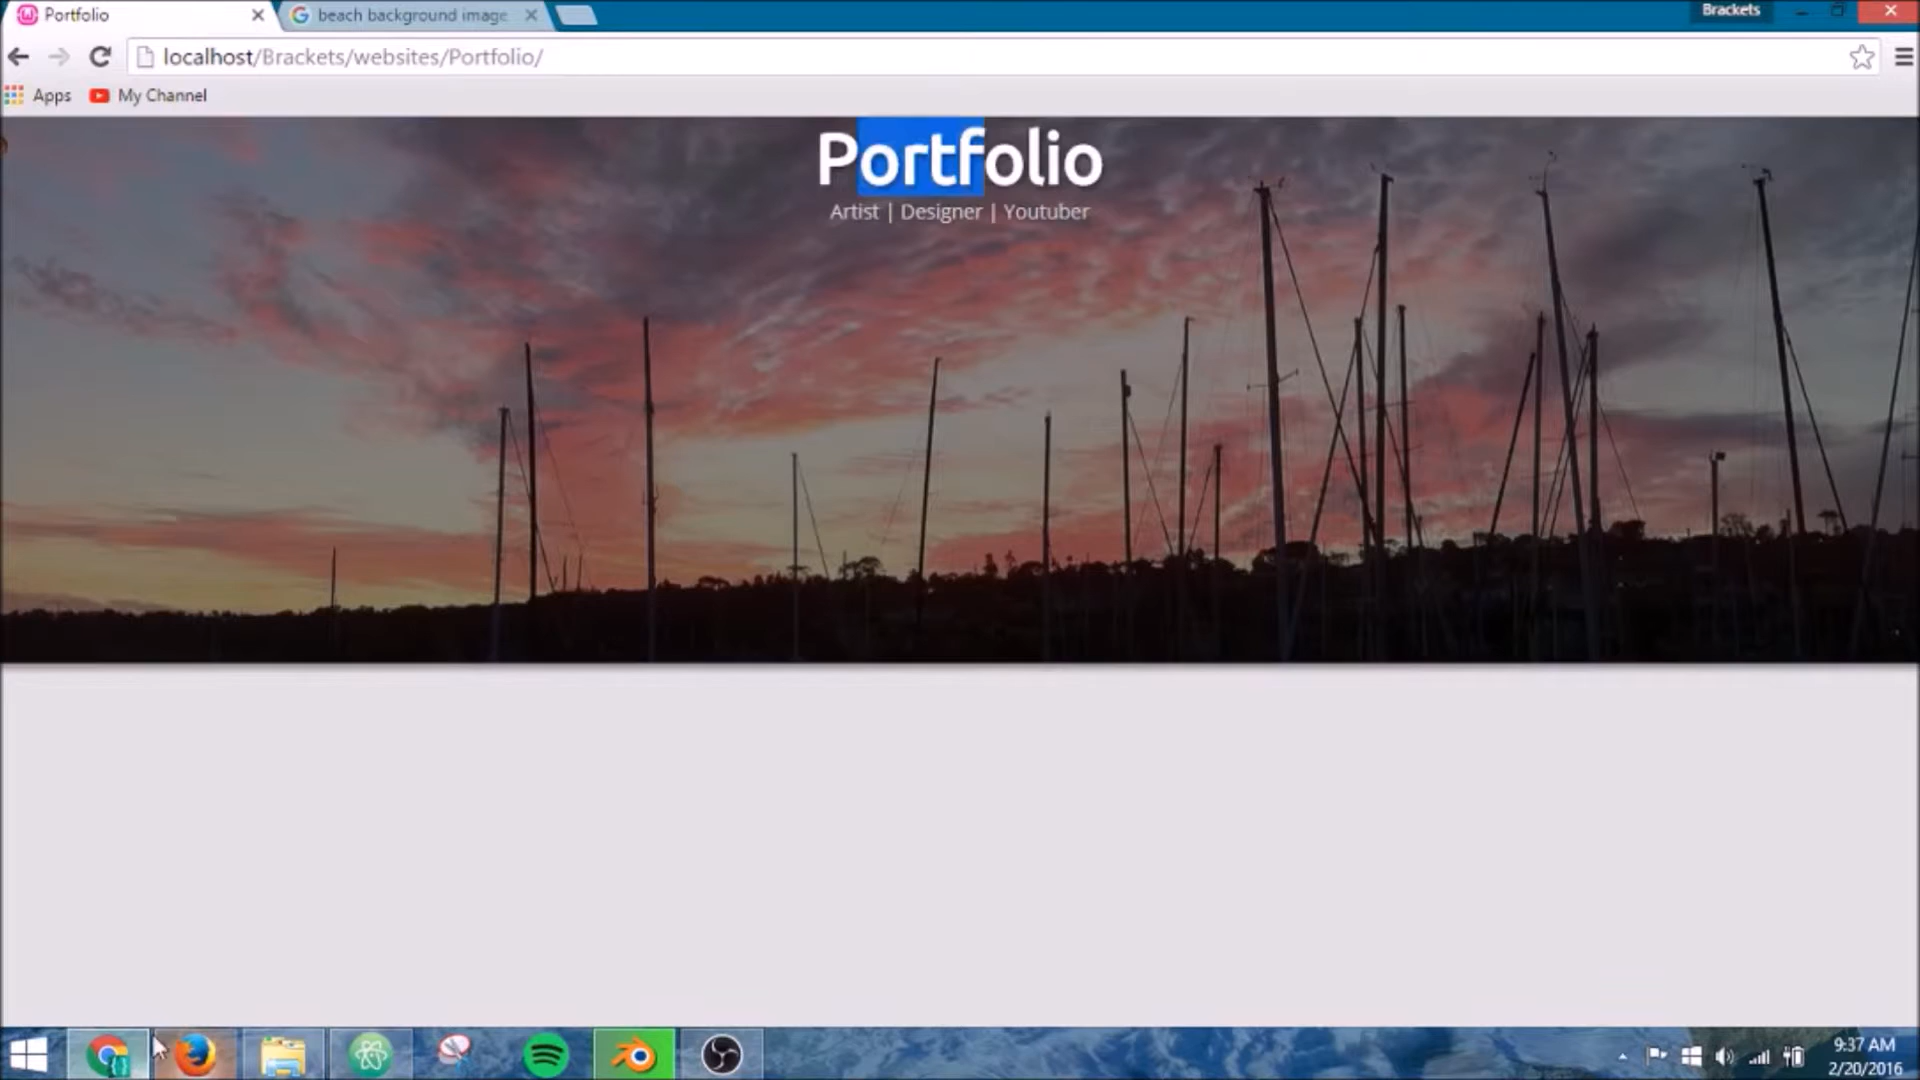 Portfolio
beach background image
Brackets
localhost/Brackets/websites/Portfolio/
Apps
My Channel
Portfolio
Artist | Designer | Youtuber
9:37 AM
2/20/2016